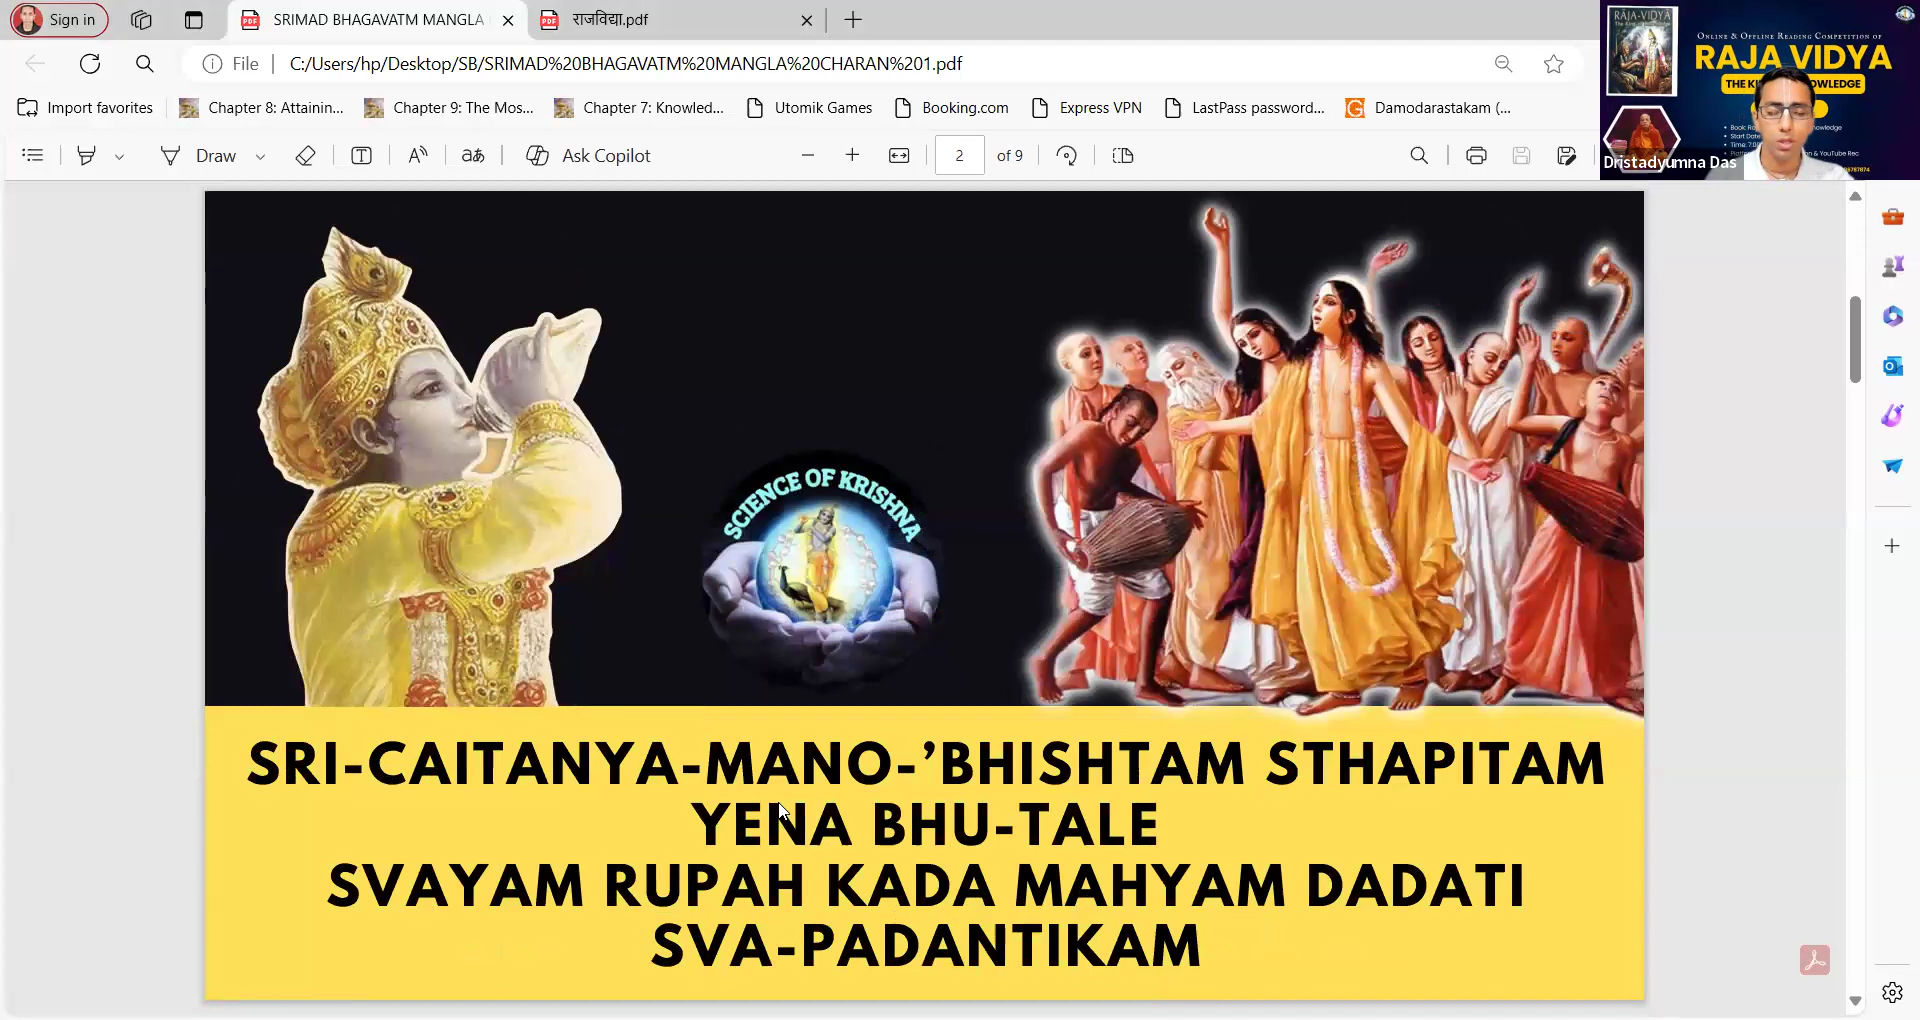 Sign in
SRIMAD BHAGAVATM MANGLA
राजविद्या.pdf
File
C:/Users/hp/Desktop/SB/SRIMAD%20BHAGAVATM%20MANGLA%20CHARAN%201.pdf
Import favorites
Chapter 8: Attainin...
Chapter 9: The Mos...
Chapter 7: Knowled...
Utomik Games
Booking.com
Express VPN
LastPass password...
Damodarastakam (...
Draw
Ask Copilot
2 of 9
RAJA-VIDYA
ONLINE & OFFLINE READING COMPETITION OF
RAJA VIDYA
Dristadyumna Das
SCIENCE OF KRISHNA
SRI-CAITANYA-MANO-’BHISHTAM STHAPITAM
YENA BHU-TALE
SVAYAM RUPAH KADA MAHYAM DADATI
SVA-PADANTIKAM